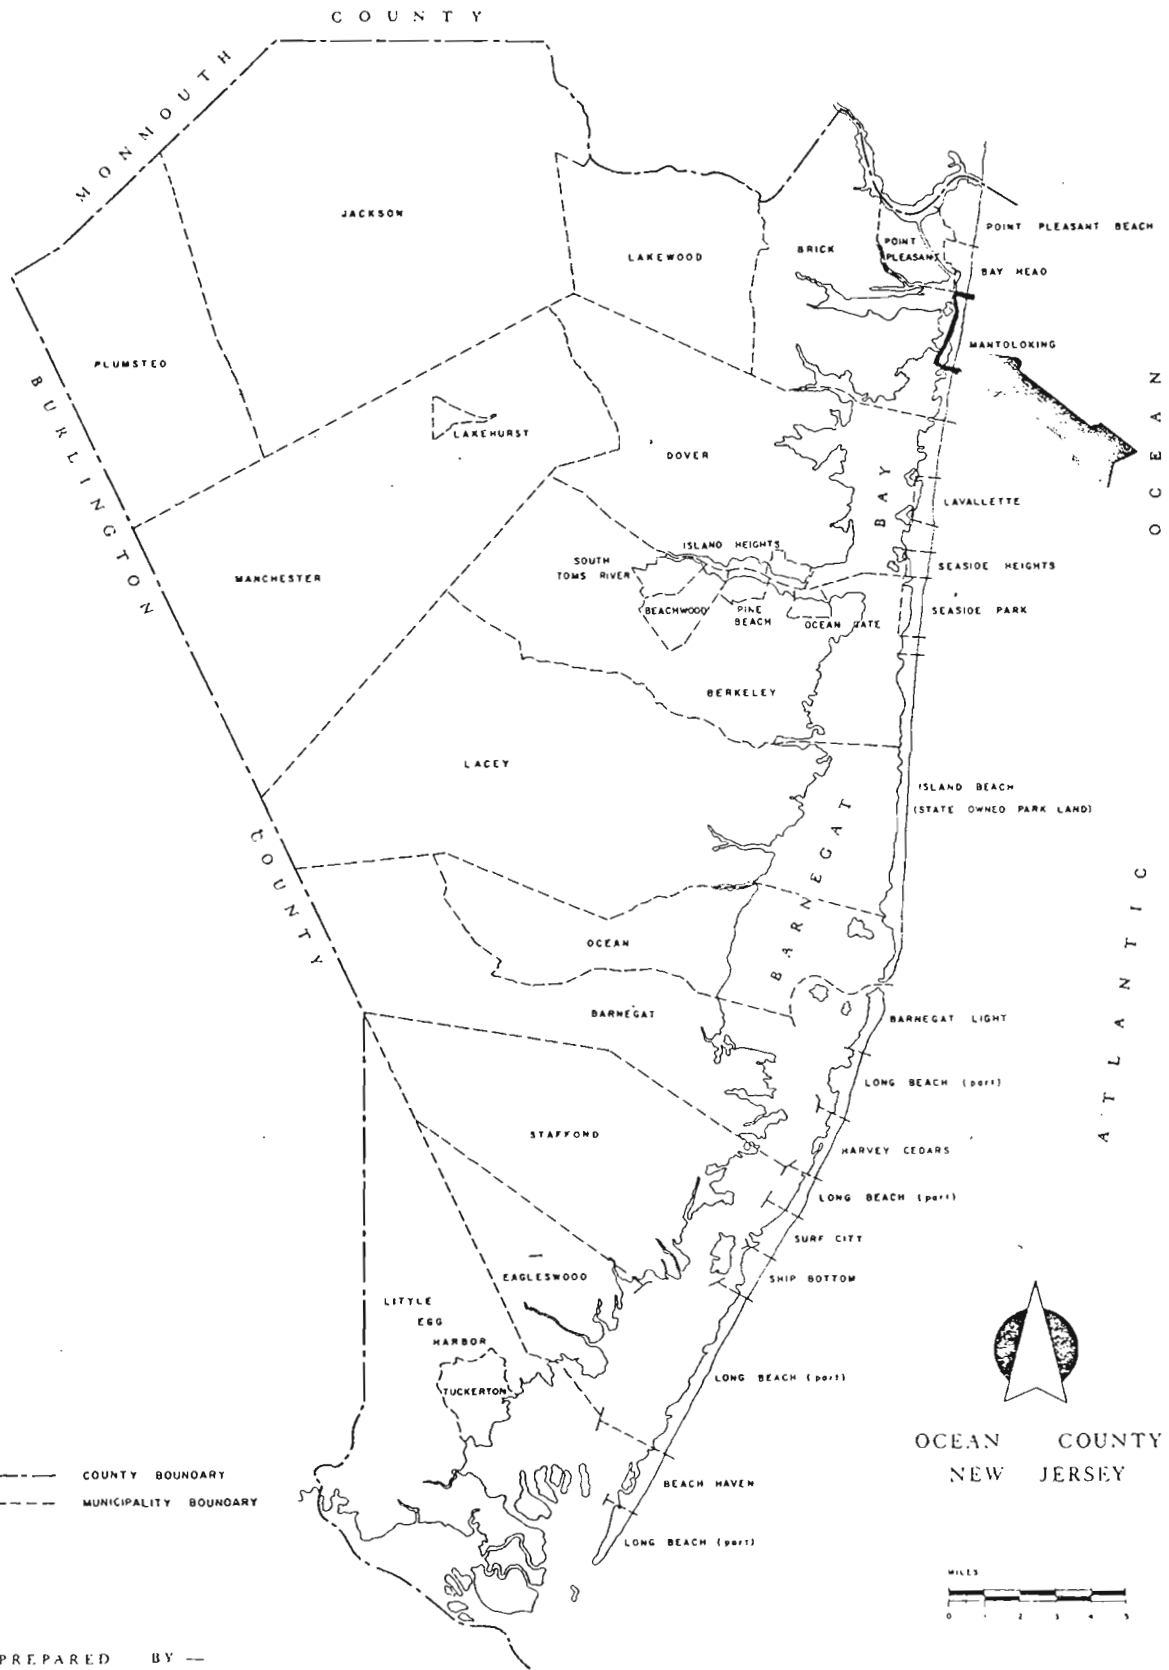 COUNTY
MONMOUTH
JACKSON
LAKEWOOD
BRICK
POINT
PLEASANT
POINT PLEASANT BEACH
BAY HEAD
MANTOLOKING
PLUMSTED
BURLINGTON
LAKEHURST
DOVER
BAY
OCEAN
LAVALLETTE
ISLAND HEIGHTS
SOUTH
TOMS RIVER
SEASIDE HEIGHTS
MANCHESTER
BEACHWOOD
PINE
BEACH
OCEAN GATE
SEASIDE PARK
BERKELEY
LACEY
ISLAND BEACH
(STATE OWNED PARK LAND)
COUNTY
BARNEGAT
ATLANTIC
OCEAN
BARNEGAT
BARNEGAT LIGHT
LONG BEACH (part)
STAFFORD
HARVEY CEDARS
LONG BEACH (part)
SURF CITY
EAGLESWOOD
SHIP BOTTOM
LITTLE
EGG
HARBOR
LONG BEACH (part)
TUCKERTON
OCEAN COUNTY
NEW JERSEY
COUNTY BOUNDARY
MUNICIPALITY BOUNDARY
BEACH HAVEN
LONG BEACH (part)
MILES
0 1 2 3 5
PREPARED BY —